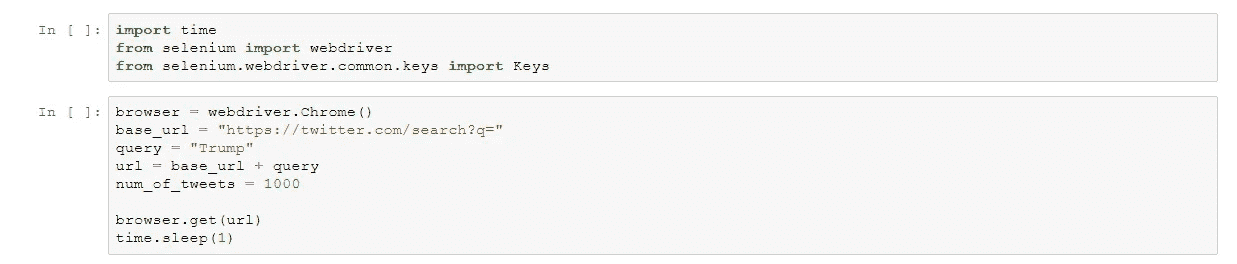 In [ ]: import time
from selenium import webdriver
from selenium.webdriver.common.keys import Keys
In [ ]: browser = webdriver.Chrome()
base_url = "https://twitter.com/search?q="
query = "Trump"
url = base_url + query
num_of_tweets = 1000
browser.get(url)
time.sleep(1)